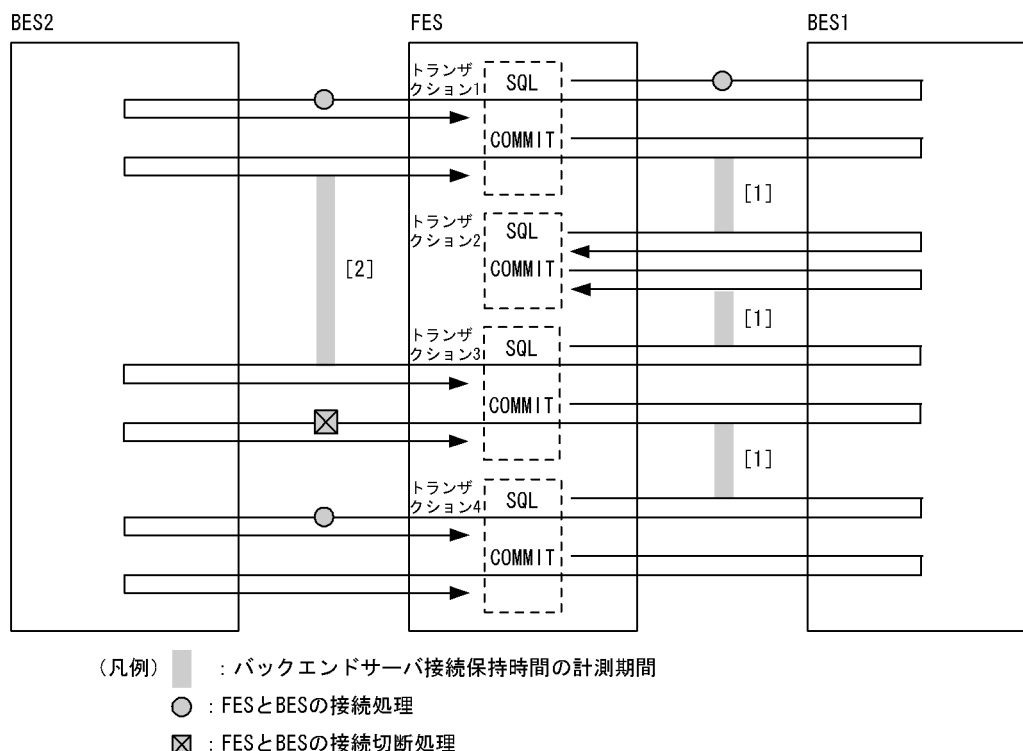 BES2
FES
BES1
トランザ
クション1
SQL
COMMIT
[1]
トランザ
クション2
SQL
COMMIT
[2]
[1]
トランザ
クション3
SQL
COMMIT
[1]
トランザ
クション4
SQL
COMMIT
(凡例)
:バックエンドサーバ接続保持時間の計測期間
:FESとBESの接続処理
:FESとBESの接続切断処理